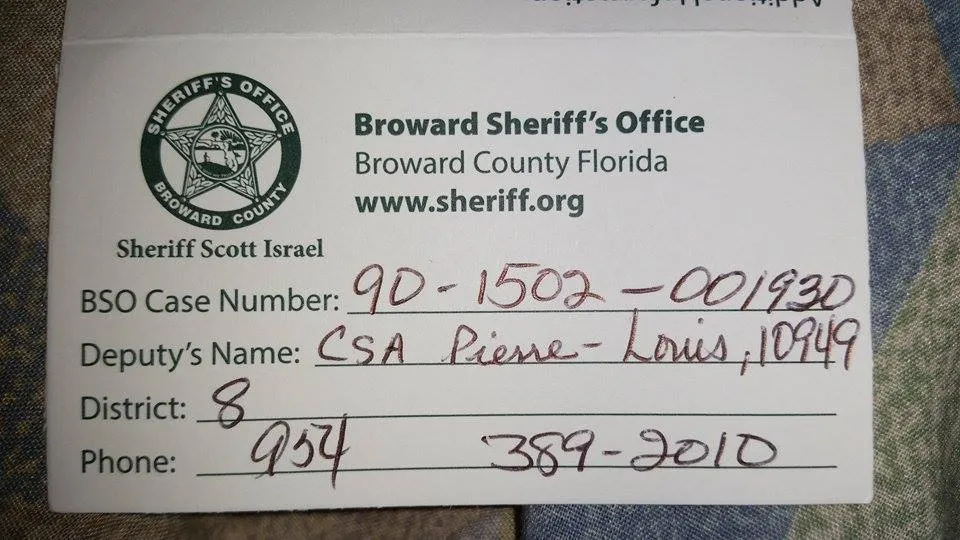 SHERIFF'S OFFICE
BROWARD COUNTY
Sheriff Scott Israel
Broward Sheriff's Office
Broward County Florida
www.sheriff.org
BSO Case Number: 90-1502-001930
Deputy's Name: CSA Pierre-Louis, 10949
District: 8
Phone: 954 389-2010